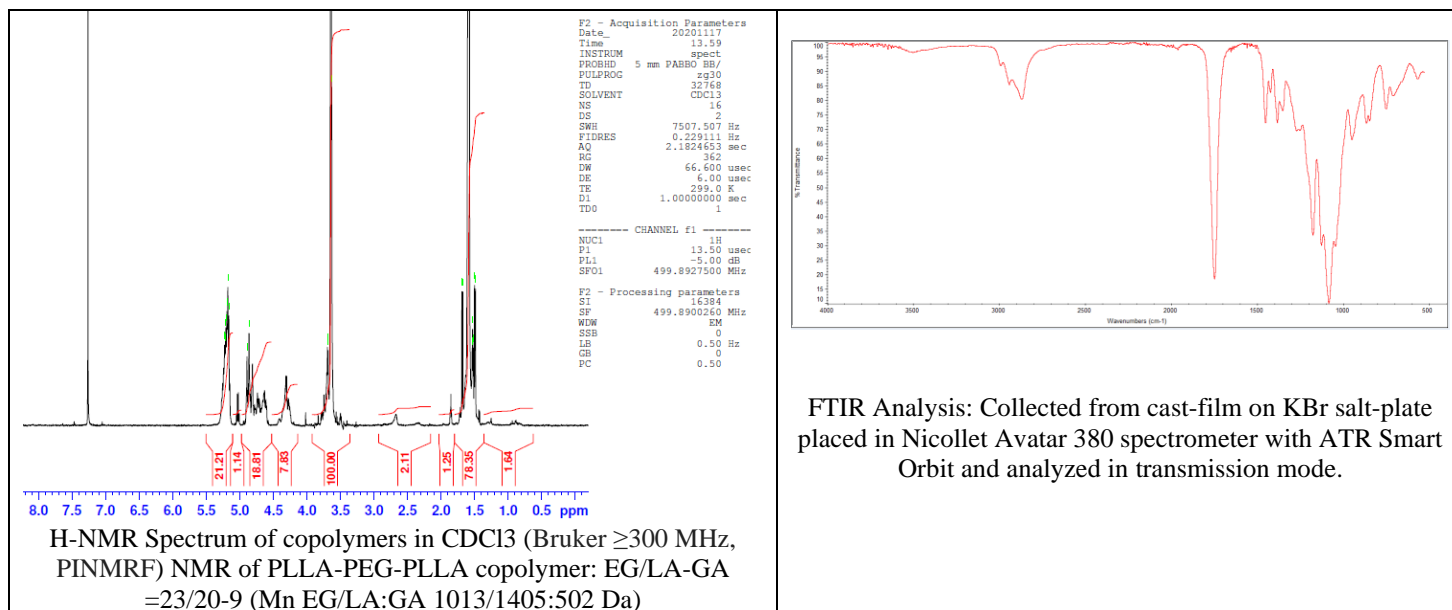 F2 - Acquisition Parameters
Date_ 20201117
Time 13.59
INSTRUM spect
PROBHD 5 mm PABBO BB/
PULPROG zg30
TD 32768
SOLVENT CDCl3
NS 16
DS 2
SWH 7507.507 Hz
FIDRES 0.229111 Hz
AQ 2.1824653 sec
RG 362
DW 66.600 usec
DE 6.00 usec
TE 299.0 K
D1 1.00000000 sec
TD0 1
======== CHANNEL f1 ========
NUC1 1H
P1 13.50 usec
PL1 -5.00 dB
SFO1 499.8927500 MHz
F2 - Processing parameters
SI 16384
SF 499.8900260 MHz
WDW EM
SSB 0
LB 0.50 Hz
GB 0
PC 0.50
21.21 1.14 18.81 7.83 100.00 2.11 1.25 78.35 1.64
8.0 7.5 7.0 6.5 6.0 5.5 5.0 4.5 4.0 3.5 3.0 2.5 2.0 1.5 1.0 0.5 ppm
H-NMR Spectrum of copolymers in CDCl3 (Bruker ≥300 MHz,
PINMRF) NMR of PLLA-PEG-PLLA copolymer: EG/LA-GA
=23/20-9 (Mn EG/LA:GA 1013/1405:502 Da)
100
95
90
85
80
75
70
65
60
55
50
45
40
35
30
25
20
15
10
% Transmittance
4000 3500 3000 2500 2000 1500 1000 500
Wavenumbers (cm-1)
FTIR Analysis: Collected from cast-film on KBr salt-plate
placed in Nicollet Avatar 380 spectrometer with ATR Smart
Orbit and analyzed in transmission mode.